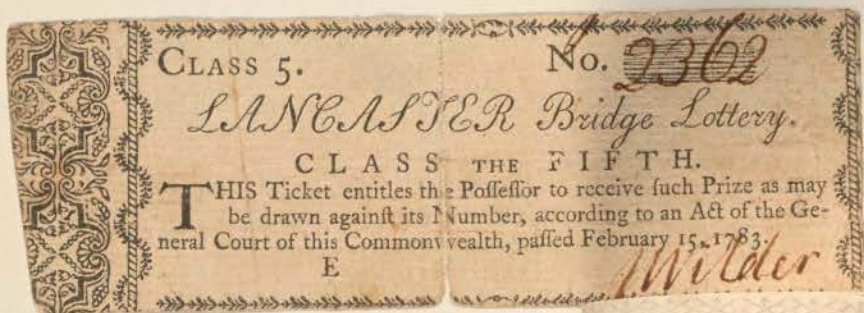 CLASS 5. No. 2362
LANCASTER Bridge Lottery.
CLASS THE FIFTH.
THIS Ticket entitles the Poſſeſſor to receive ſuch Prize as may
be drawn againſt its Number, according to an Act of the Ge-
neral Court of this Commonwealth, paſſed February 15, 1783.
E
JWilder